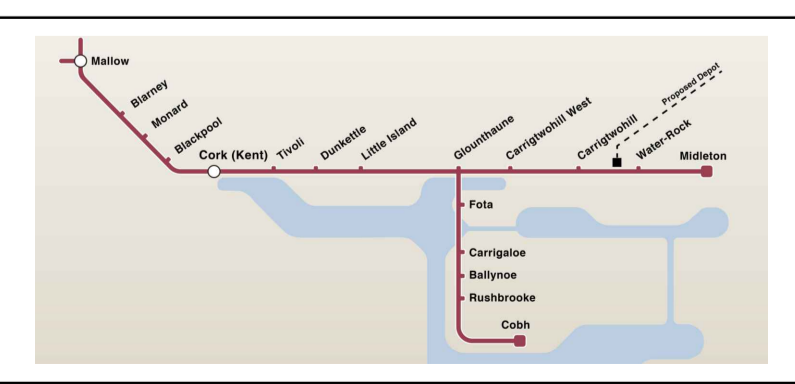 Mallow
Blarney
Monard
Blackpool
Cork (Kent)
Tivoli
Dunkettle
Little Island
Glounthaune
Carrigtwohill West
Carrigtwohill
Proposed Depot
Water-Rock
Midleton
Fota
Carrigaloe
Ballynoe
Rushbrooke
Cobh